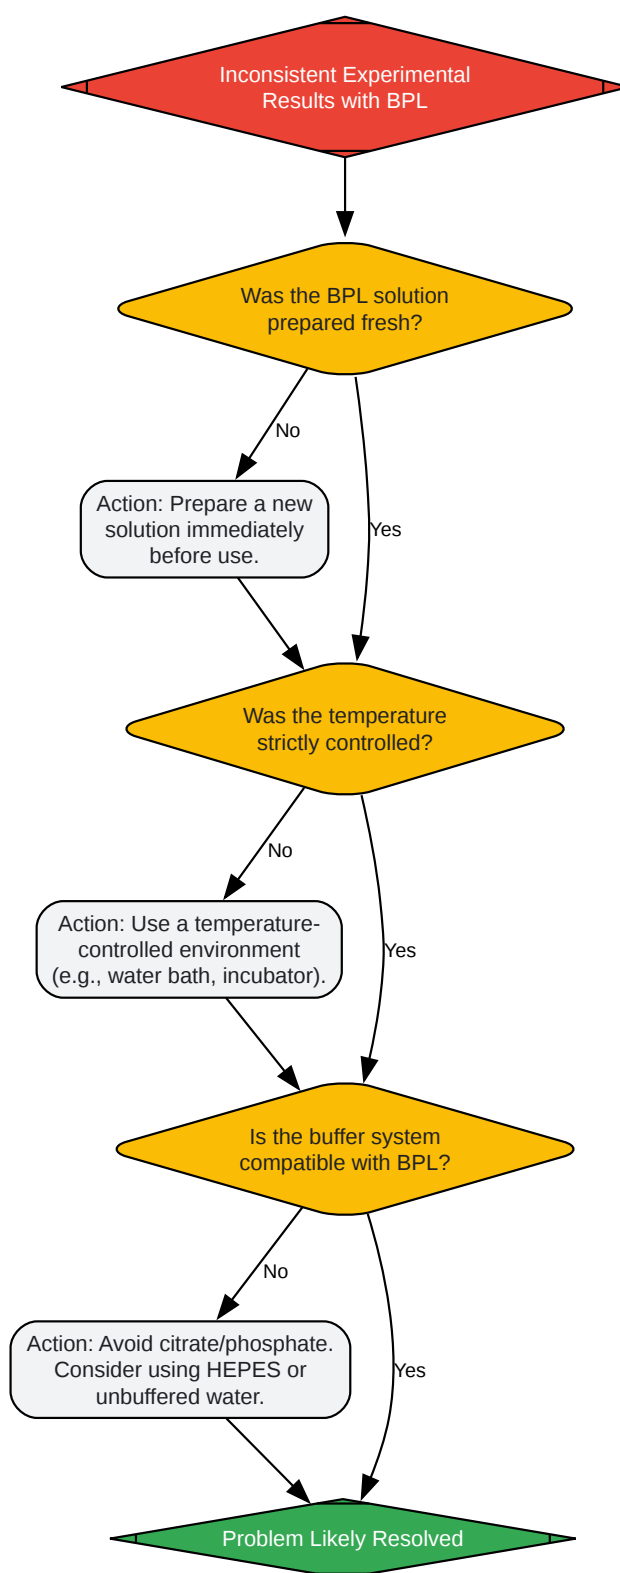 Inconsistent Experimental
Results with BPL
Was the BPL solution
prepared fresh?
No
Action: Prepare a new
solution immediately
before use.
Yes
Was the temperature
strictly controlled?
No
Action: Use a temperature-
controlled environment
(e.g., water bath, incubator).
Yes
Is the buffer system
compatible with BPL?
No
Action: Avoid citrate/phosphate.
Consider using HEPES or
unbuffered water.
Yes
Problem Likely Resolved